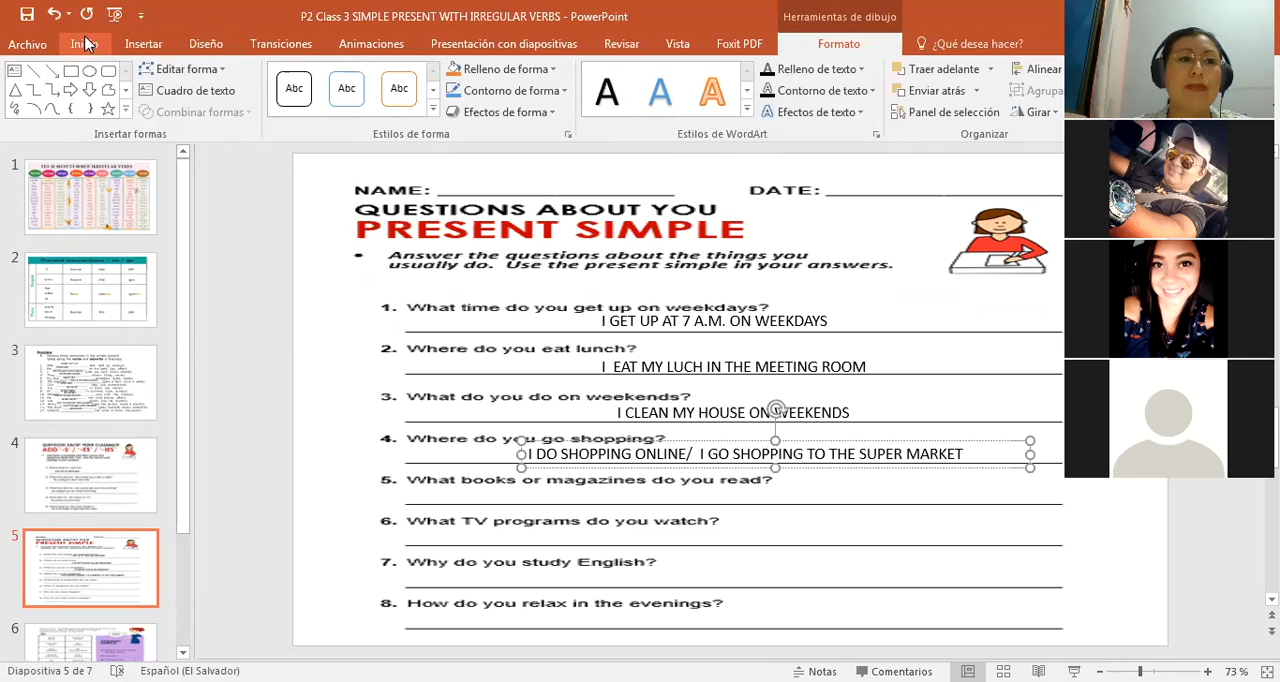 P2 Class 3 SIMPLE PRESENT WITH IRREGULAR VERBS - PowerPoint
Herramientas de dibujo
Archivo
Insertar
Diseño
Transiciones
Animaciones
Presentación con diapositivas
Revisar
Vista
Foxit PDF
Formato
¿Qué desea hacer?
Editar forma
Cuadro de texto
Combinar formas
Insertar formas
Abc
Abc
Abc
Relleno de forma
Contorno de forma
Efectos de forma
Estilos de forma
A
A
A
Relleno de texto
Contorno de texto
Efectos de texto
Estilos de WordArt
Traer adelante
Enviar atrás
Panel de selección
Alinear
Agrupa
Girar
Organizar
1
2
3
4
5
6
NAME:
DATE:
QUESTIONS ABOUT YOU
PRESENT SIMPLE
• Answer the questions about the things you
usually do. Use the present simple in your answers.
1. What time do you get up on weekdays?
I GET UP AT 7 A.M. ON WEEKDAYS
2. Where do you eat lunch?
I EAT MY LUCH IN THE MEETING ROOM
3. What do you do on weekends?
I CLEAN MY HOUSE ON WEEKENDS
4. Where do you go shopping?
I DO SHOPPING ONLINE/ I GO SHOPPING TO THE SUPER MARKET
5. What books or magazines do you read?
6. What TV programs do you watch?
7. Why do you study English?
8. How do you relax in the evenings?
Diapositiva 5 de 7
Español (El Salvador)
Notas
Comentarios
73 %